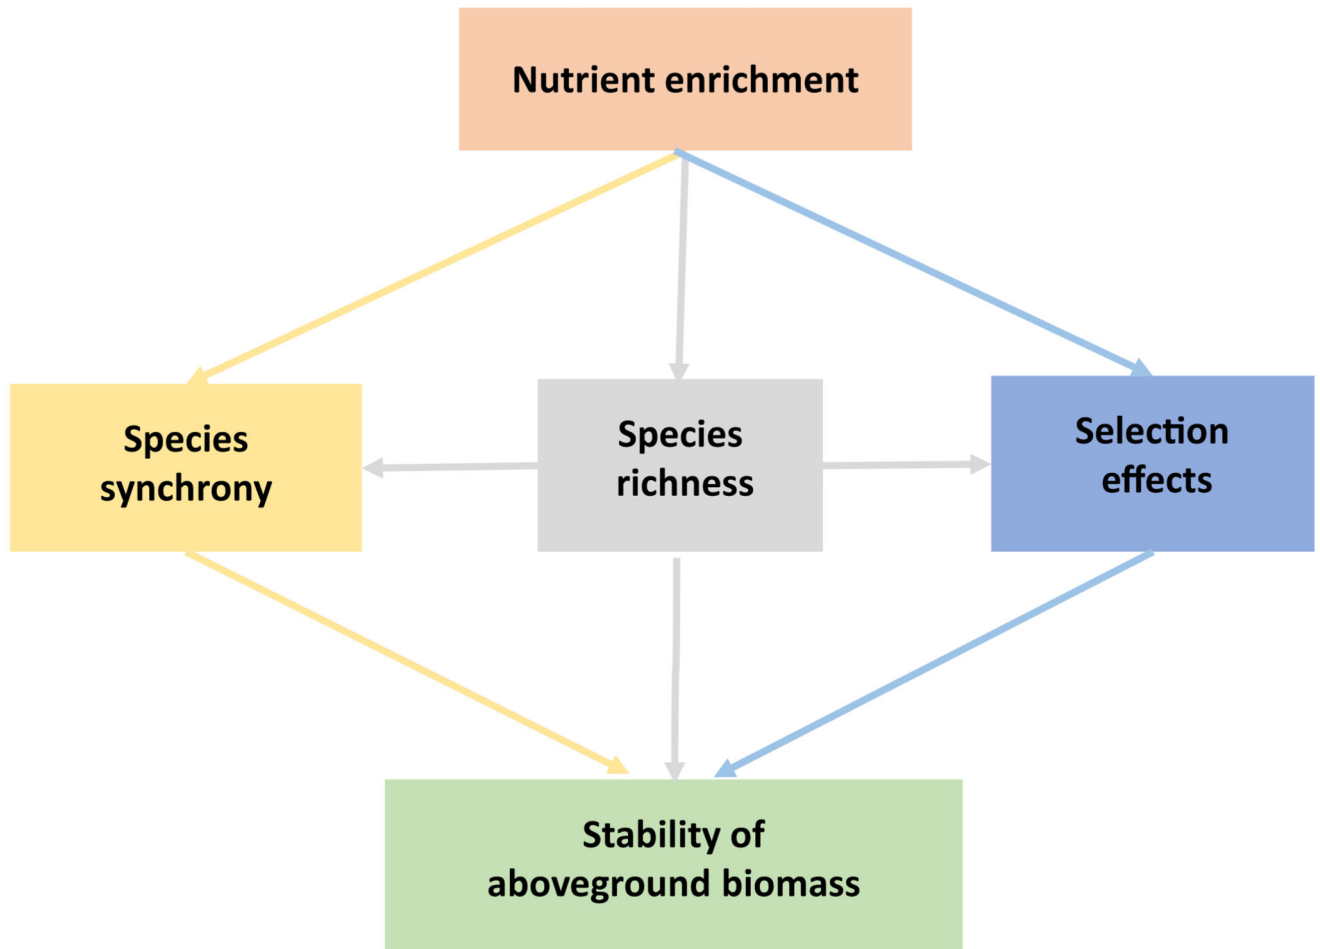 Nutrient enrichment
Species
synchrony
Species
richness
Selection
effects
Stability of
aboveground biomass